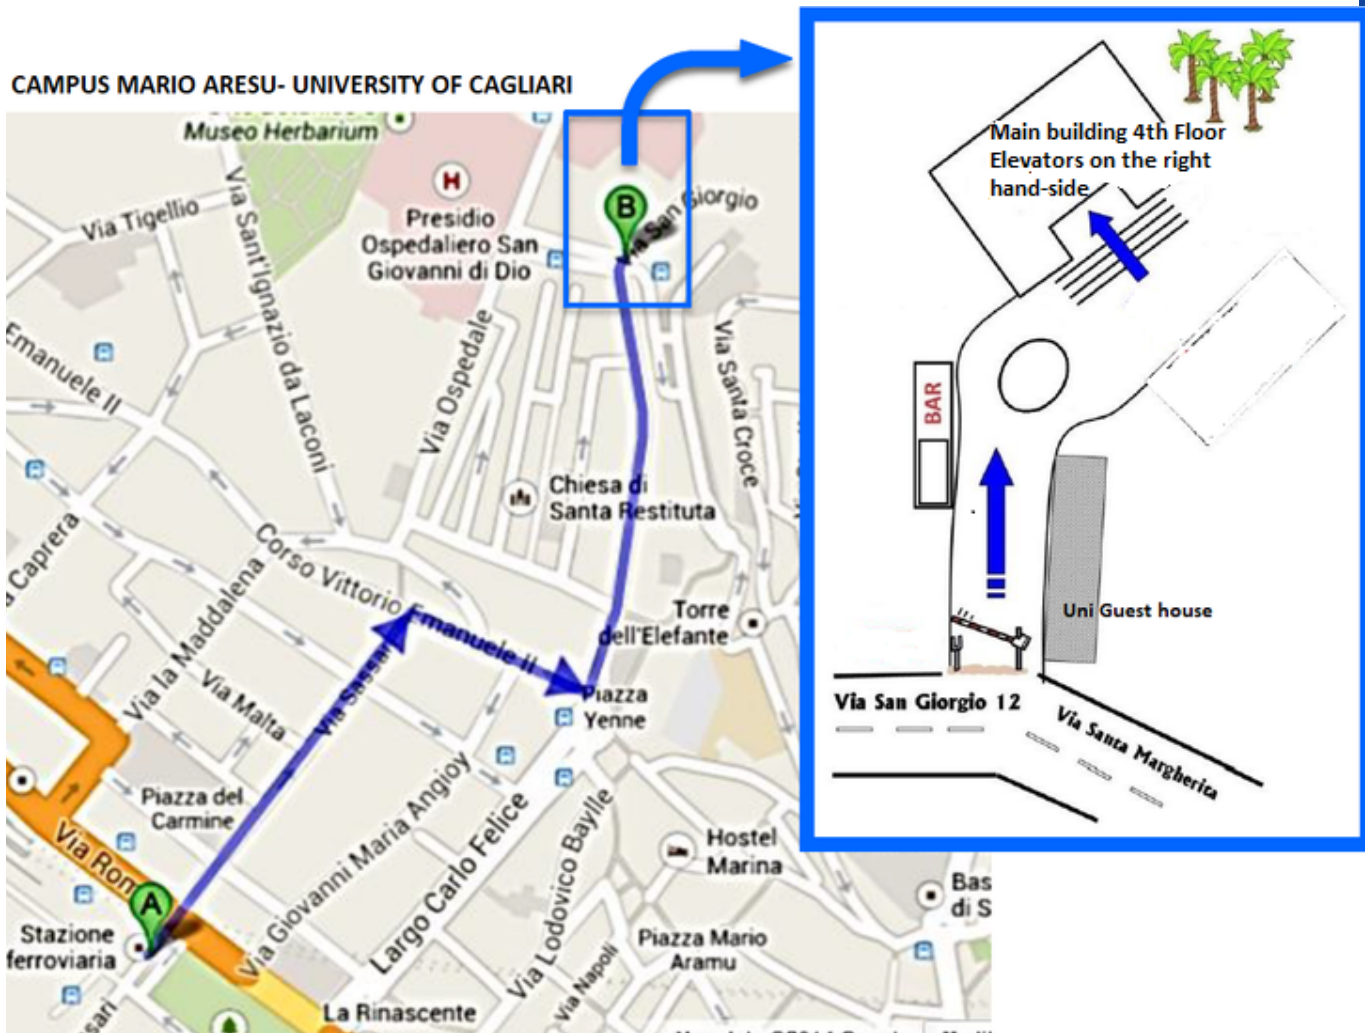 CAMPUS MARIO ARESU- UNIVERSITY OF CAGLIARI
Museo Herbarium
Via Tigellio
Via Sant'Ignazio da Laconi
H
Presidio
Ospedaliero San
Giovanni di Dio
B
San Giorgio
Emanuele II
Via Ospedale
Via Santa Croce
Chiesa di
Santa Restituta
Caprera
Corso Vittorio Emanuele II
Via la Maddalena
Via Malta
Via Sassari
Torre
dell'Elefante
Piazza
Yenne
Piazza del
Carmine
Via Giovanni Maria Angioy
Largo Carlo Felice
Via Lodovico Baylle
Via Rom
A
Stazione
ferroviaria
Hostel
Marina
Bas
di S
Piazza Mario
Aramu
Via Napoli
La Rinascente
sari
Main building 4th Floor
Elevators on the right
hand-side
BAR
Uni Guest house
Via San Giorgio 12
Via Santa Margherita